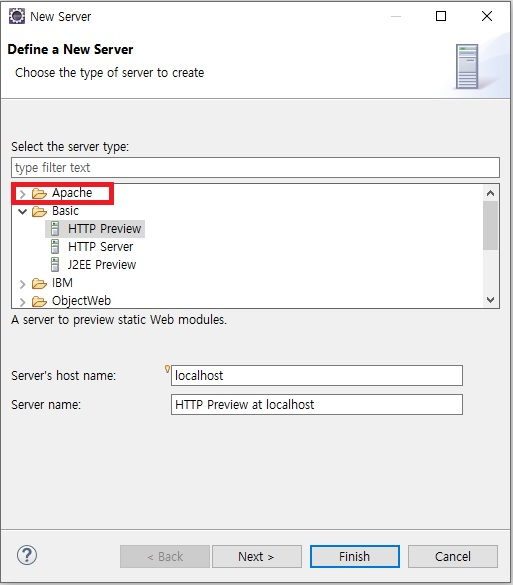 New Server
Define a New Server
Choose the type of server to create
Select the server type:
type filter text
Apache
Basic
HTTP Preview
HTTP Server
J2EE Preview
IBM
ObjectWeb
A server to preview static Web modules.
Server's host name: localhost
Server name: HTTP Preview at localhost
? < Back Next > Finish Cancel